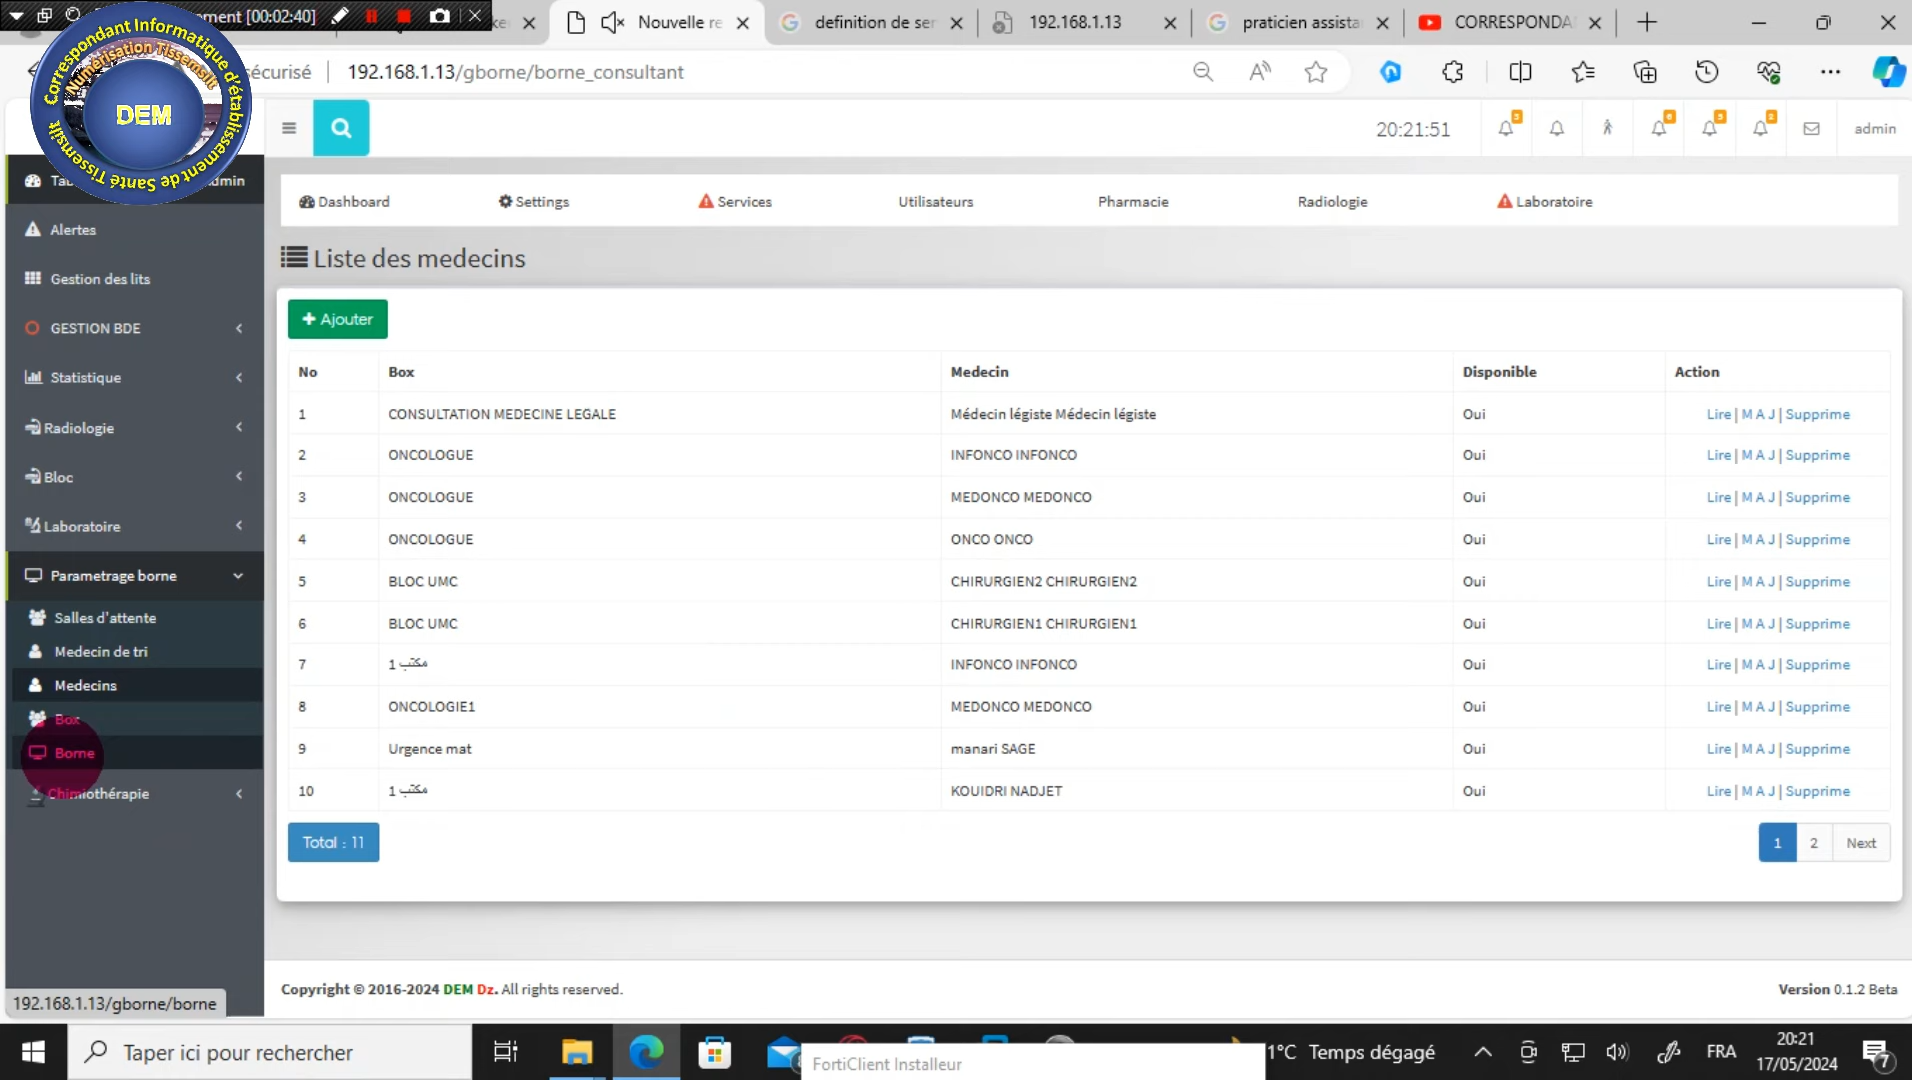 ment [00:02:40]
Nouvelle re
definition de ser
192.168.1.13
praticien assista
CORRESPONDA
sécurisé
192.168.1.13/gborne/borne_consultant
Correspondant Informatique d'établissement de Santé Tissemsilt
Numérisation Tissemsilt
DEM
20:21:51
admin
Dashboard
Settings
Services
Utilisateurs
Pharmacie
Radiologie
Laboratoire
Alertes
Gestion des lits
GESTION BDE
Statistique
Radiologie
Bloc
Laboratoire
Parametrage borne
Salles d'attente
Medecin de tri
Medecins
Box
Borne
Chimiothérapie
192.168.1.13/gborne/borne
Liste des medecins
Ajouter
No Box Medecin Disponible Action
1 CONSULTATION MEDECINE LEGALE Médecin légiste Médecin légiste Oui Lire | M A J | Supprime
2 ONCOLOGUE INFONCO INFONCO Oui Lire | M A J | Supprime
3 ONCOLOGUE MEDONCO MEDONCO Oui Lire | M A J | Supprime
4 ONCOLOGUE ONCO ONCO Oui Lire | M A J | Supprime
5 BLOC UMC CHIRURGIEN2 CHIRURGIEN2 Oui Lire | M A J | Supprime
6 BLOC UMC CHIRURGIEN1 CHIRURGIEN1 Oui Lire | M A J | Supprime
7 مكتب 1 INFONCO INFONCO Oui Lire | M A J | Supprime
8 ONCOLOGIE1 MEDONCO MEDONCO Oui Lire | M A J | Supprime
9 Urgence mat manari SAGE Oui Lire | M A J | Supprime
10 مكتب 1 KOUIDRI NADJET Oui Lire | M A J | Supprime
Total : 11
1 2 Next
Copyright © 2016-2024 DEM Dz. All rights reserved.
Version 0.1.2 Beta
Taper ici pour rechercher
FortiClient Installeur
1°C Temps dégagé
FRA
20:21
17/05/2024
7